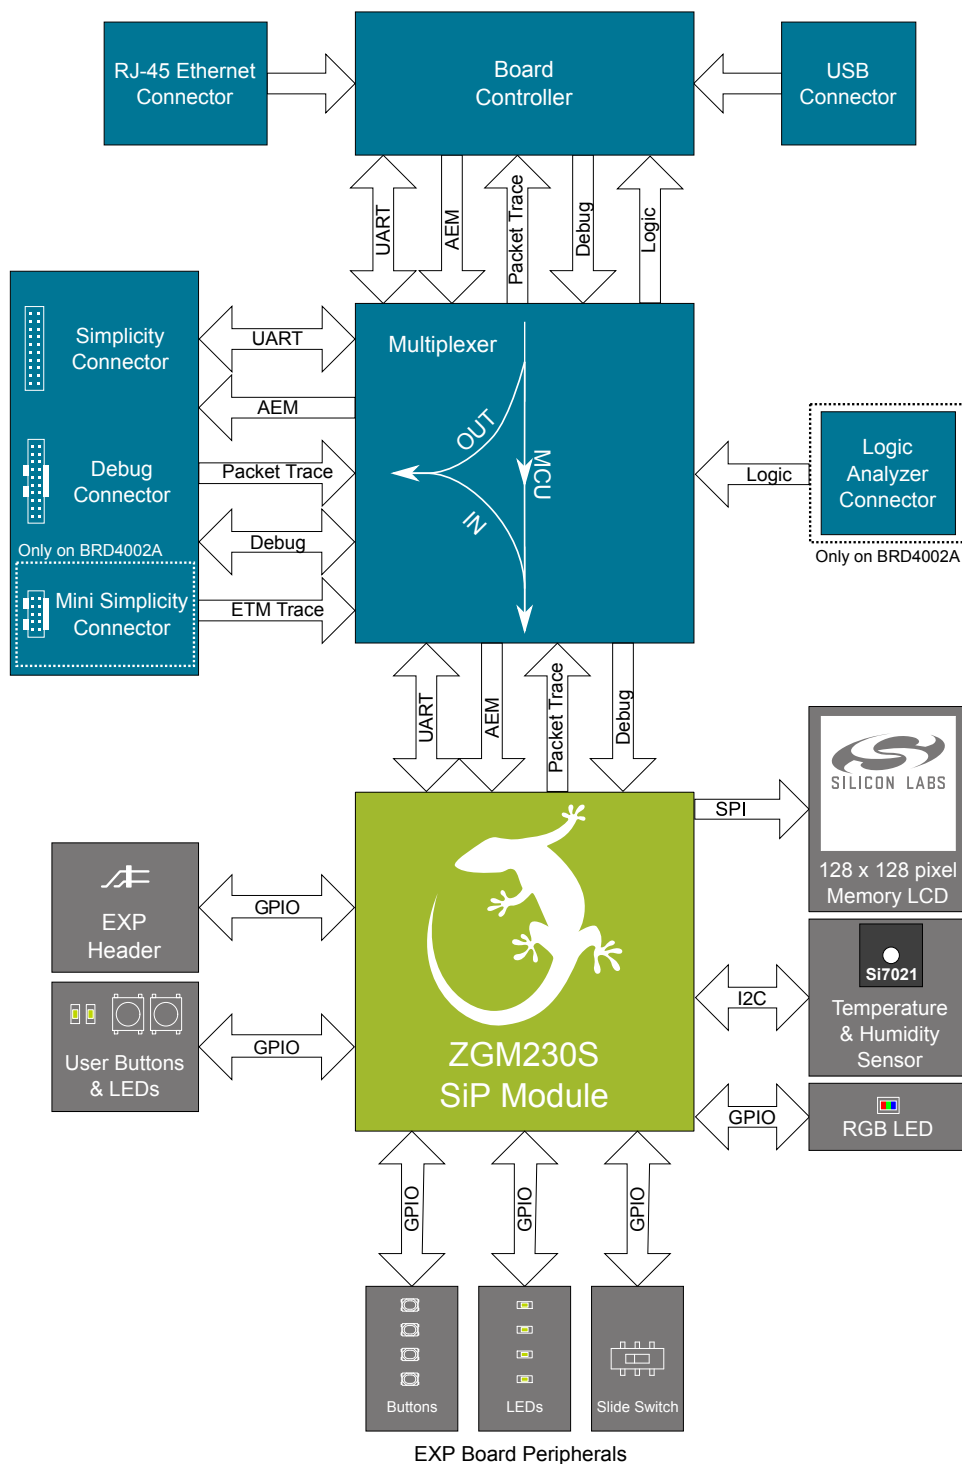 RJ-45 Ethernet
Connector
Board
Controller
USB
Connector
UART
AEM
Packet Trace
Debug
Logic
Simplicity
Connector
Debug
Connector
Only on BRD4002A
Mini Simplicity
Connector
UART
AEM
Packet Trace
Debug
ETM Trace
Multiplexer
OUT
MCU
IN
Logic
Logic
Analyzer
Connector
Only on BRD4002A
UART
AEM
Packet Trace
Debug
SPI
SILICON LABS
128 x 128 pixel
Memory LCD
EXP
Header
GPIO
Si7021
Temperature
& Humidity
Sensor
I2C
User Buttons
& LEDs
GPIO
ZGM230S
SiP Module
GPIO
RGB LED
GPIO
GPIO
GPIO
Buttons
LEDs
Slide Switch
EXP Board Peripherals